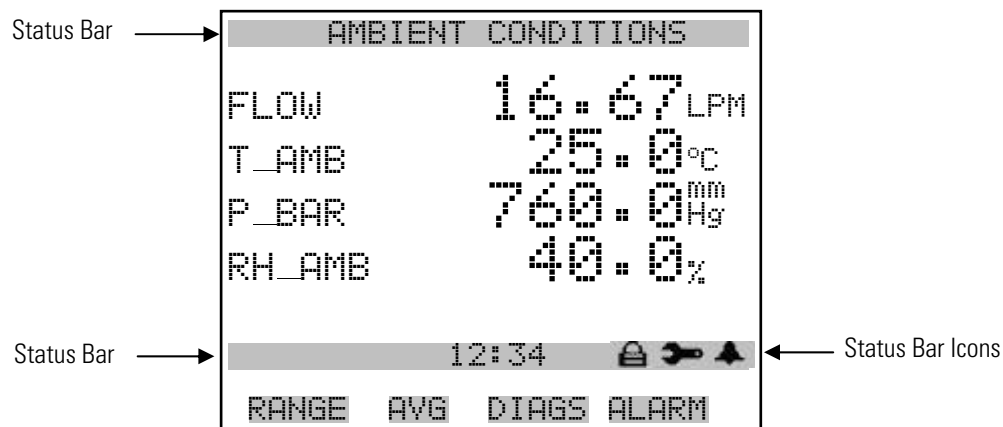 Status Bar
AMBIENT CONDITIONS
FLOW 16.67 LPM
T_AMB 25.0 °C
P_BAR 760.0 mm Hg
RH_AMB 40.0 %
Status Bar
12:34
Status Bar Icons
RANGE AVG DIAGS ALARM